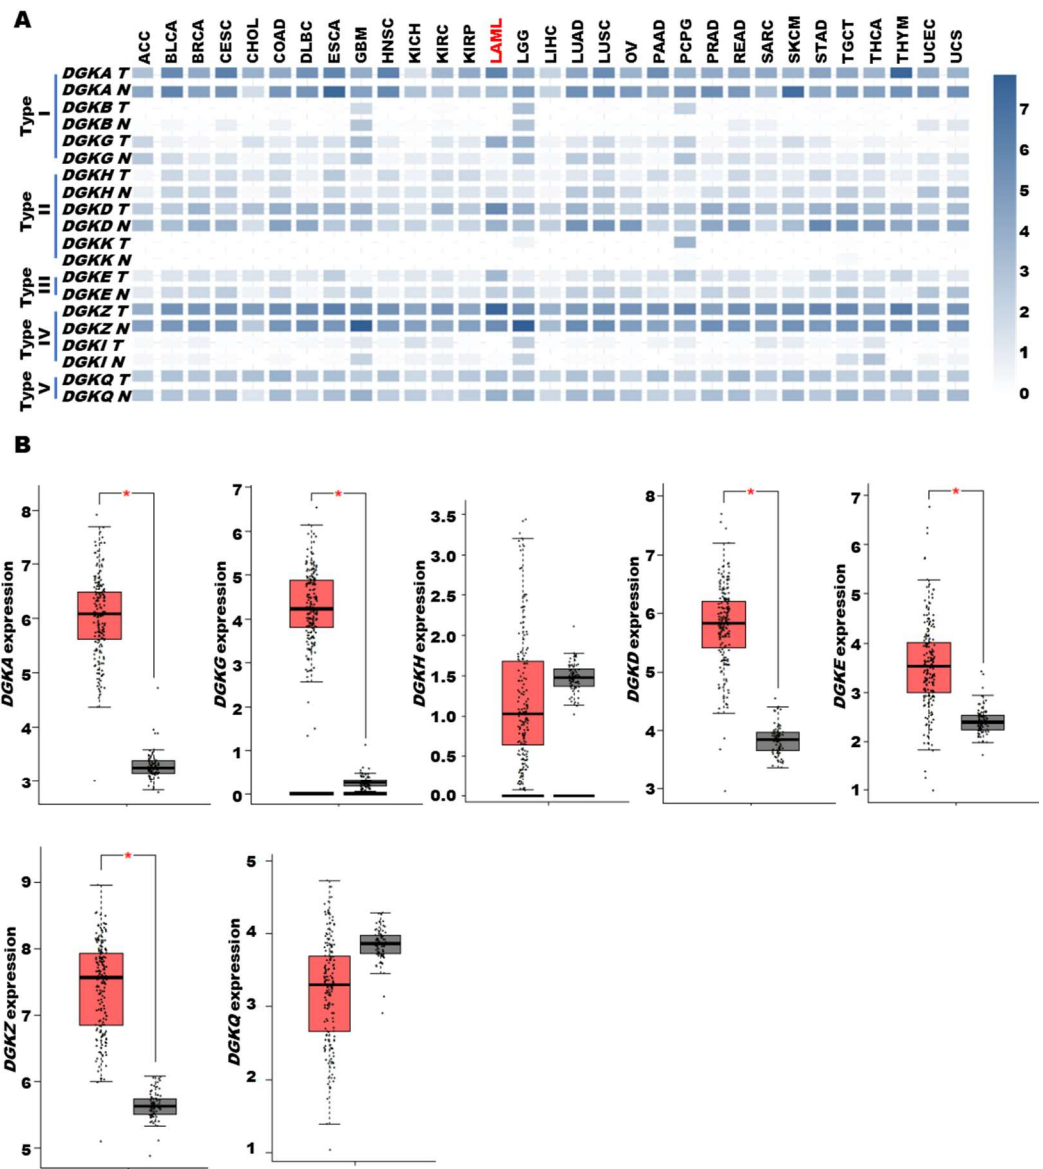 A
ACC BLCA BRCA CESC CHOL COAD DLBC ESCA GBM HNSC KICH KIRC KIRP LAML LGG LIHC LUAD LUSC OV PAAD PCPG PRAD READ SARC SKCM STAD TGCT THCA THYM UCEC UCS
Type I
DGKA T
DGKA N
DGKB T
DGKB N
DGKG T
DGKG N
Type II
DGKH T
DGKH N
DGKD T
DGKD N
DGKK T
DGKK N
Type III
DGKE T
DGKE N
Type IV
DGKZ T
DGKZ N
DGKI T
DGKI N
Type V
DGKQ T
DGKQ N
7
6
5
4
3
2
1
0
B
DGKA expression
8
7
6
5
4
3
*
DGKG expression
7
6
5
4
3
2
1
0
*
DGKH expression
3.5
3.0
2.5
2.0
1.5
1.0
0.5
0.0
DGKD expression
8
7
6
5
4
3
*
DGKE expression
7
6
5
4
3
2
1
*
DGKZ expression
9
8
7
6
5
*
DGKQ expression
5
4
3
2
1